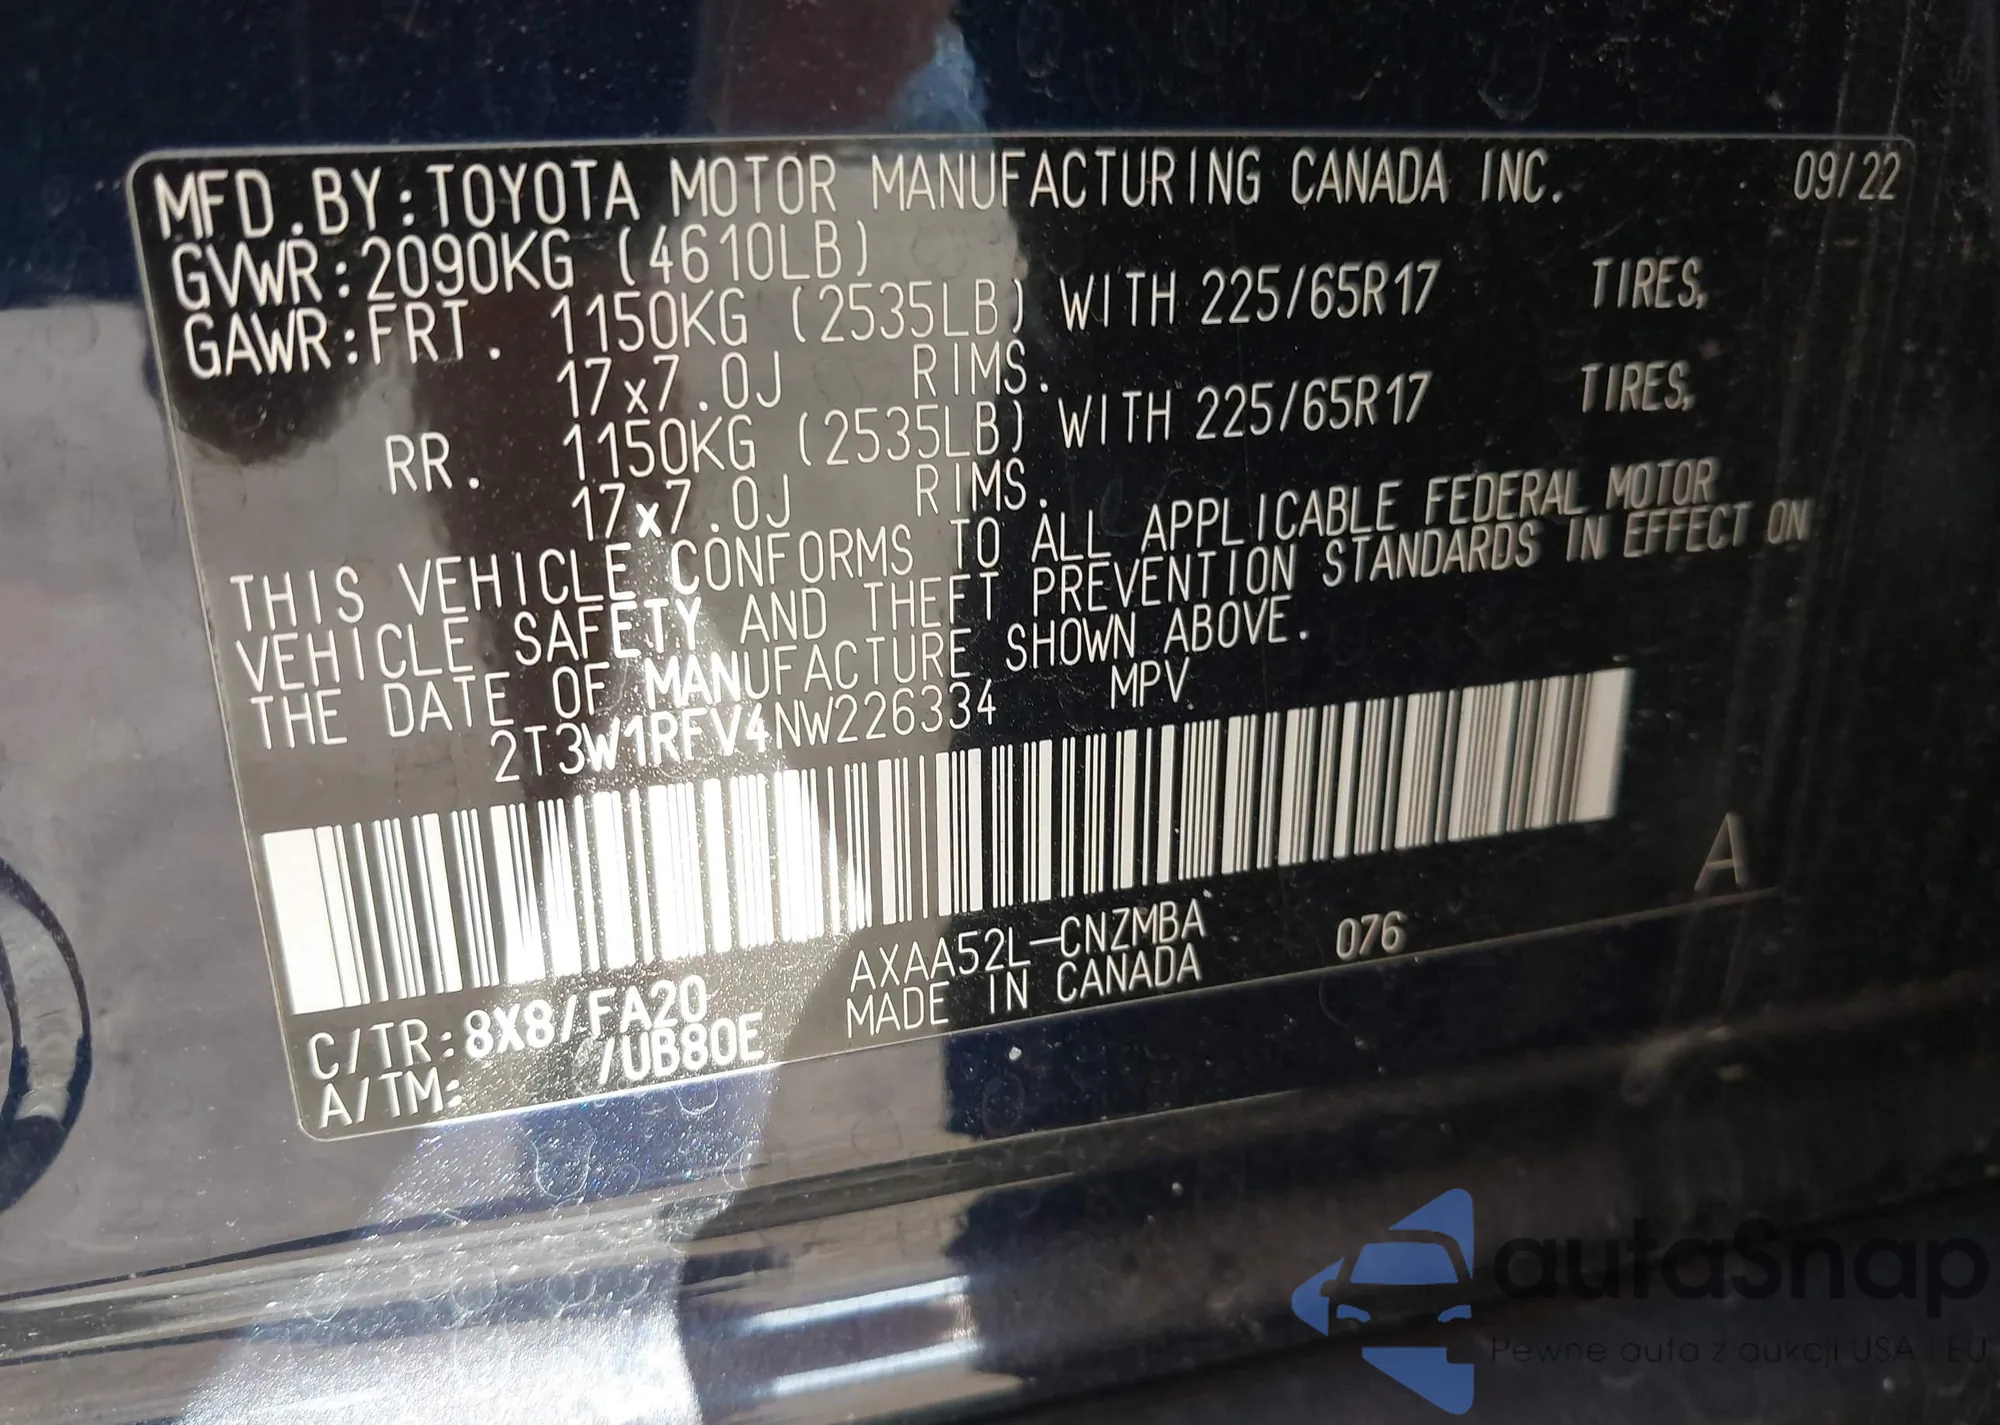 MFD.BY:TOYOTA MOTOR MANUFACTURING CANADA INC. 09/22
GVWR:2090KG (4610LB)
GAWR:FRT. 1150KG (2535LB) WITH 225/65R17 TIRES,
17x7.0J RIMS.
RR. 1150KG (2535LB) WITH 225/65R17 TIRES,
17x7.0J RIMS.
THIS VEHICLE CONFORMS TO ALL APPLICABLE FEDERAL MOTOR
VEHICLE SAFETY AND THEFT PREVENTION STANDARDS IN EFFECT ON
THE DATE OF MANUFACTURE SHOWN ABOVE.
2T3W1RFV4NW226334 MPV
A
C/TR:8X8/FA20 AXAA52L-CNZMBA 076
A/TM: /UB80E MADE IN CANADA
autaSnap
Pewne auta z aukcji USA i EU